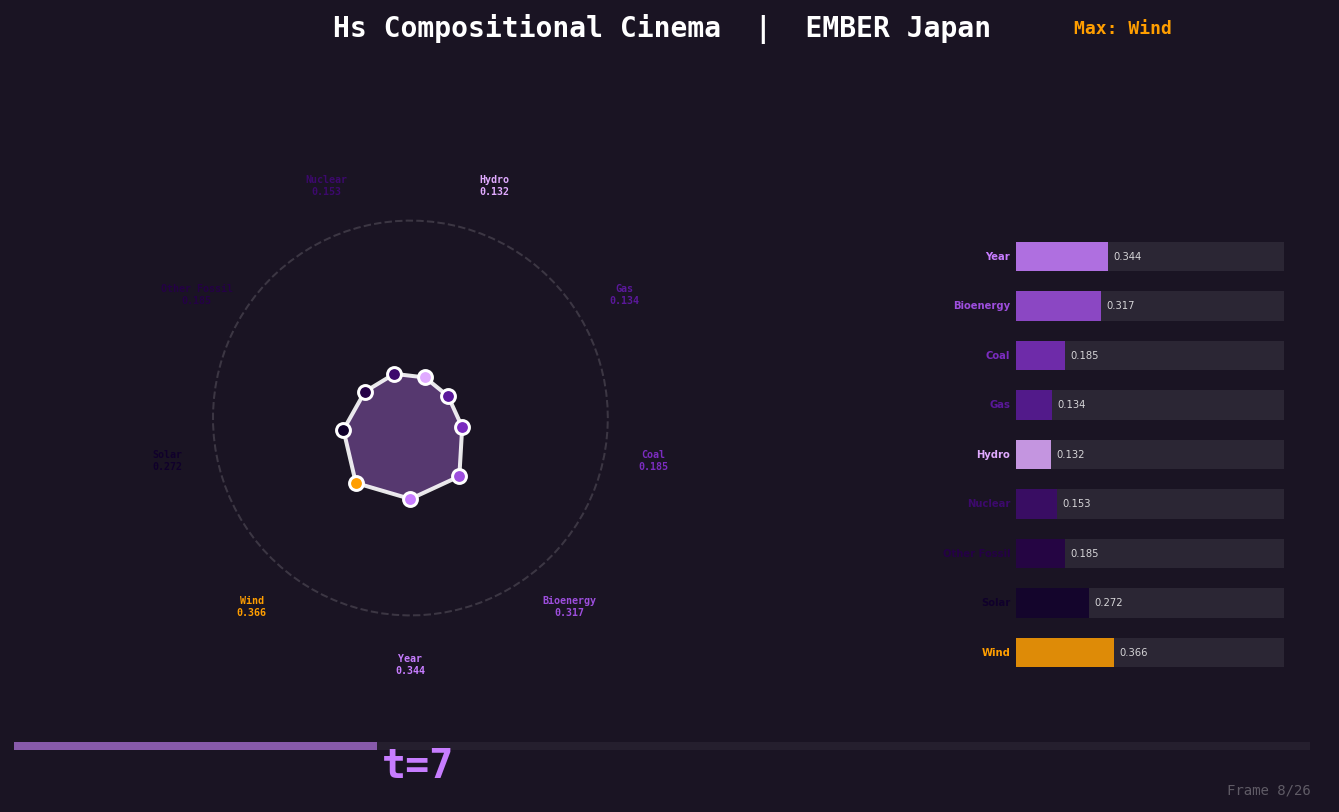 Hs Compositional Cinema | EMBER Japan
Max: Wind
Nuclear
0.153
Hydro
0.132
Other Fossil
0.185
Gas
0.134
Solar
0.272
Coal
0.185
Wind
0.366
Bioenergy
0.317
Year
0.344
Year 0.344
Bioenergy 0.317
Coal 0.185
Gas 0.134
Hydro 0.132
Nuclear 0.153
Other Fossil 0.185
Solar 0.272
Wind 0.366
t=7
Frame 8/26